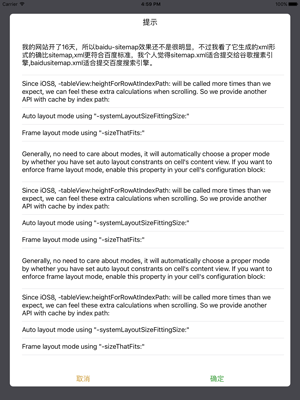 Carrier
4:09 PM
100%
提示
我的网站开了16天，所以baidu-sitemap效果还不是很明显，不过我看了它生成的xml形
式的确比sitemap,xml更符合百度标准，我个人觉得sitemap.xml适合提交给谷歌搜索引
擎,baidusitemap.xml适合提交百度搜索引擎。
Since iOS8, -tableView:heightForRowAtIndexPath: will be called more times than we
expect, we can feel these extra calculations when scrolling. So we provide another
API with cache by index path:
Auto layout mode using "-systemLayoutSizeFittingSize:"
Frame layout mode using "-sizeThatFits:"
Generally, no need to care about modes, it will automatically choose a proper mode
by whether you have set auto layout constrants on cell's content view. If you want to
enforce frame layout mode, enable this property in your cell's configuration block:
Since iOS8, -tableView:heightForRowAtIndexPath: will be called more times than we
expect, we can feel these extra calculations when scrolling. So we provide another
API with cache by index path:
Auto layout mode using "-systemLayoutSizeFittingSize:"
Frame layout mode using "-sizeThatFits:"
Generally, no need to care about modes, it will automatically choose a proper mode
by whether you have set auto layout constrants on cell's content view. If you want to
enforce frame layout mode, enable this property in your cell's configuration block:
Since iOS8, -tableView:heightForRowAtIndexPath: will be called more times than we
expect, we can feel these extra calculations when scrolling. So we provide another
API with cache by index path:
Auto layout mode using "-systemLayoutSizeFittingSize:"
Frame layout mode using "-sizeThatFits:"
取消
确定